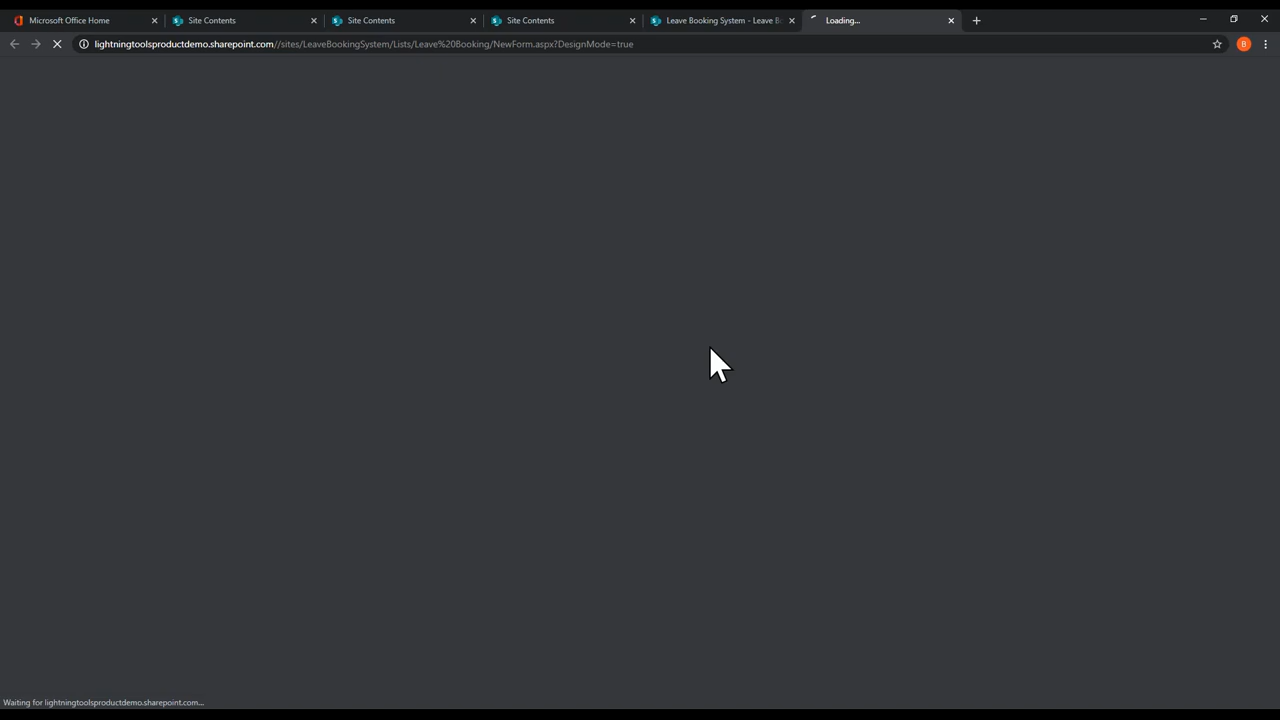 Microsoft Office Home
Site Contents
Site Contents
Site Contents
Leave Booking System - Leave Bo
Loading...
lightningtoolsproductdemo.sharepoint.com//sites/LeaveBookingSystem/Lists/Leave%20Booking/NewForm.aspx?DesignMode=true
B
Waiting for lightningtoolsproductdemo.sharepoint.com...